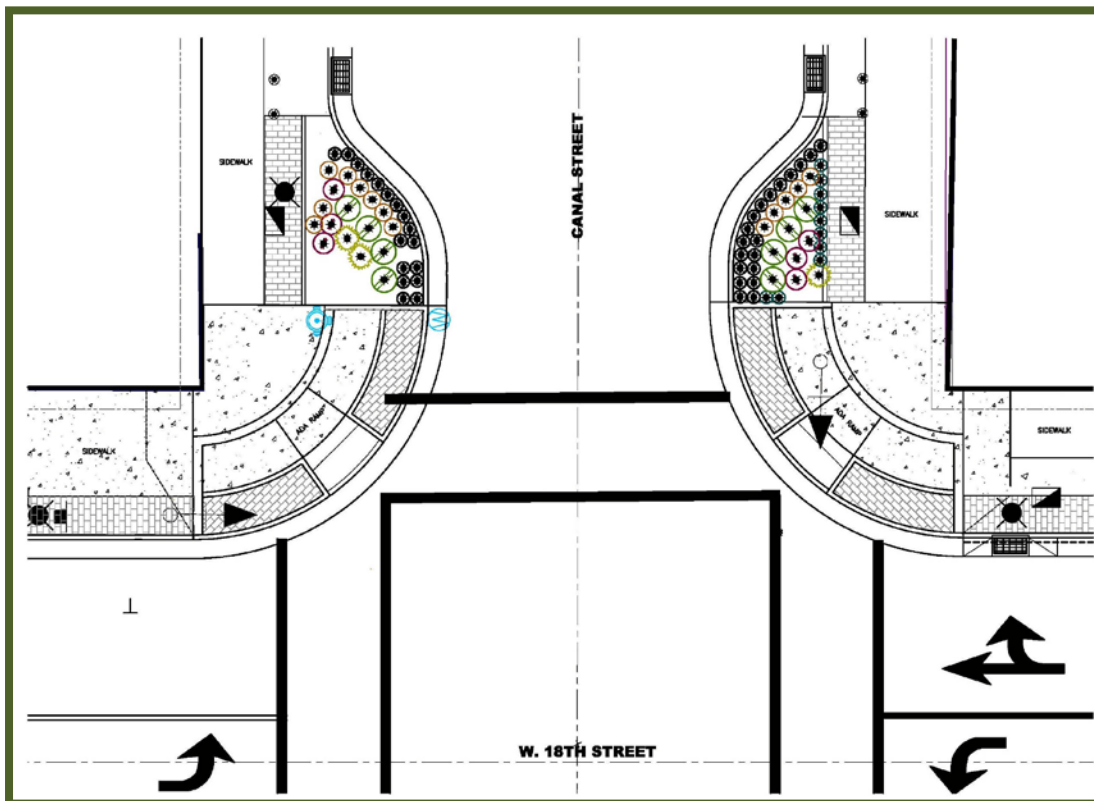 CANAL STREET
SIDEWALK
SIDEWALK
ADA RAMP
ADA RAMP
SIDEWALK
SIDEWALK
W. 18TH STREET